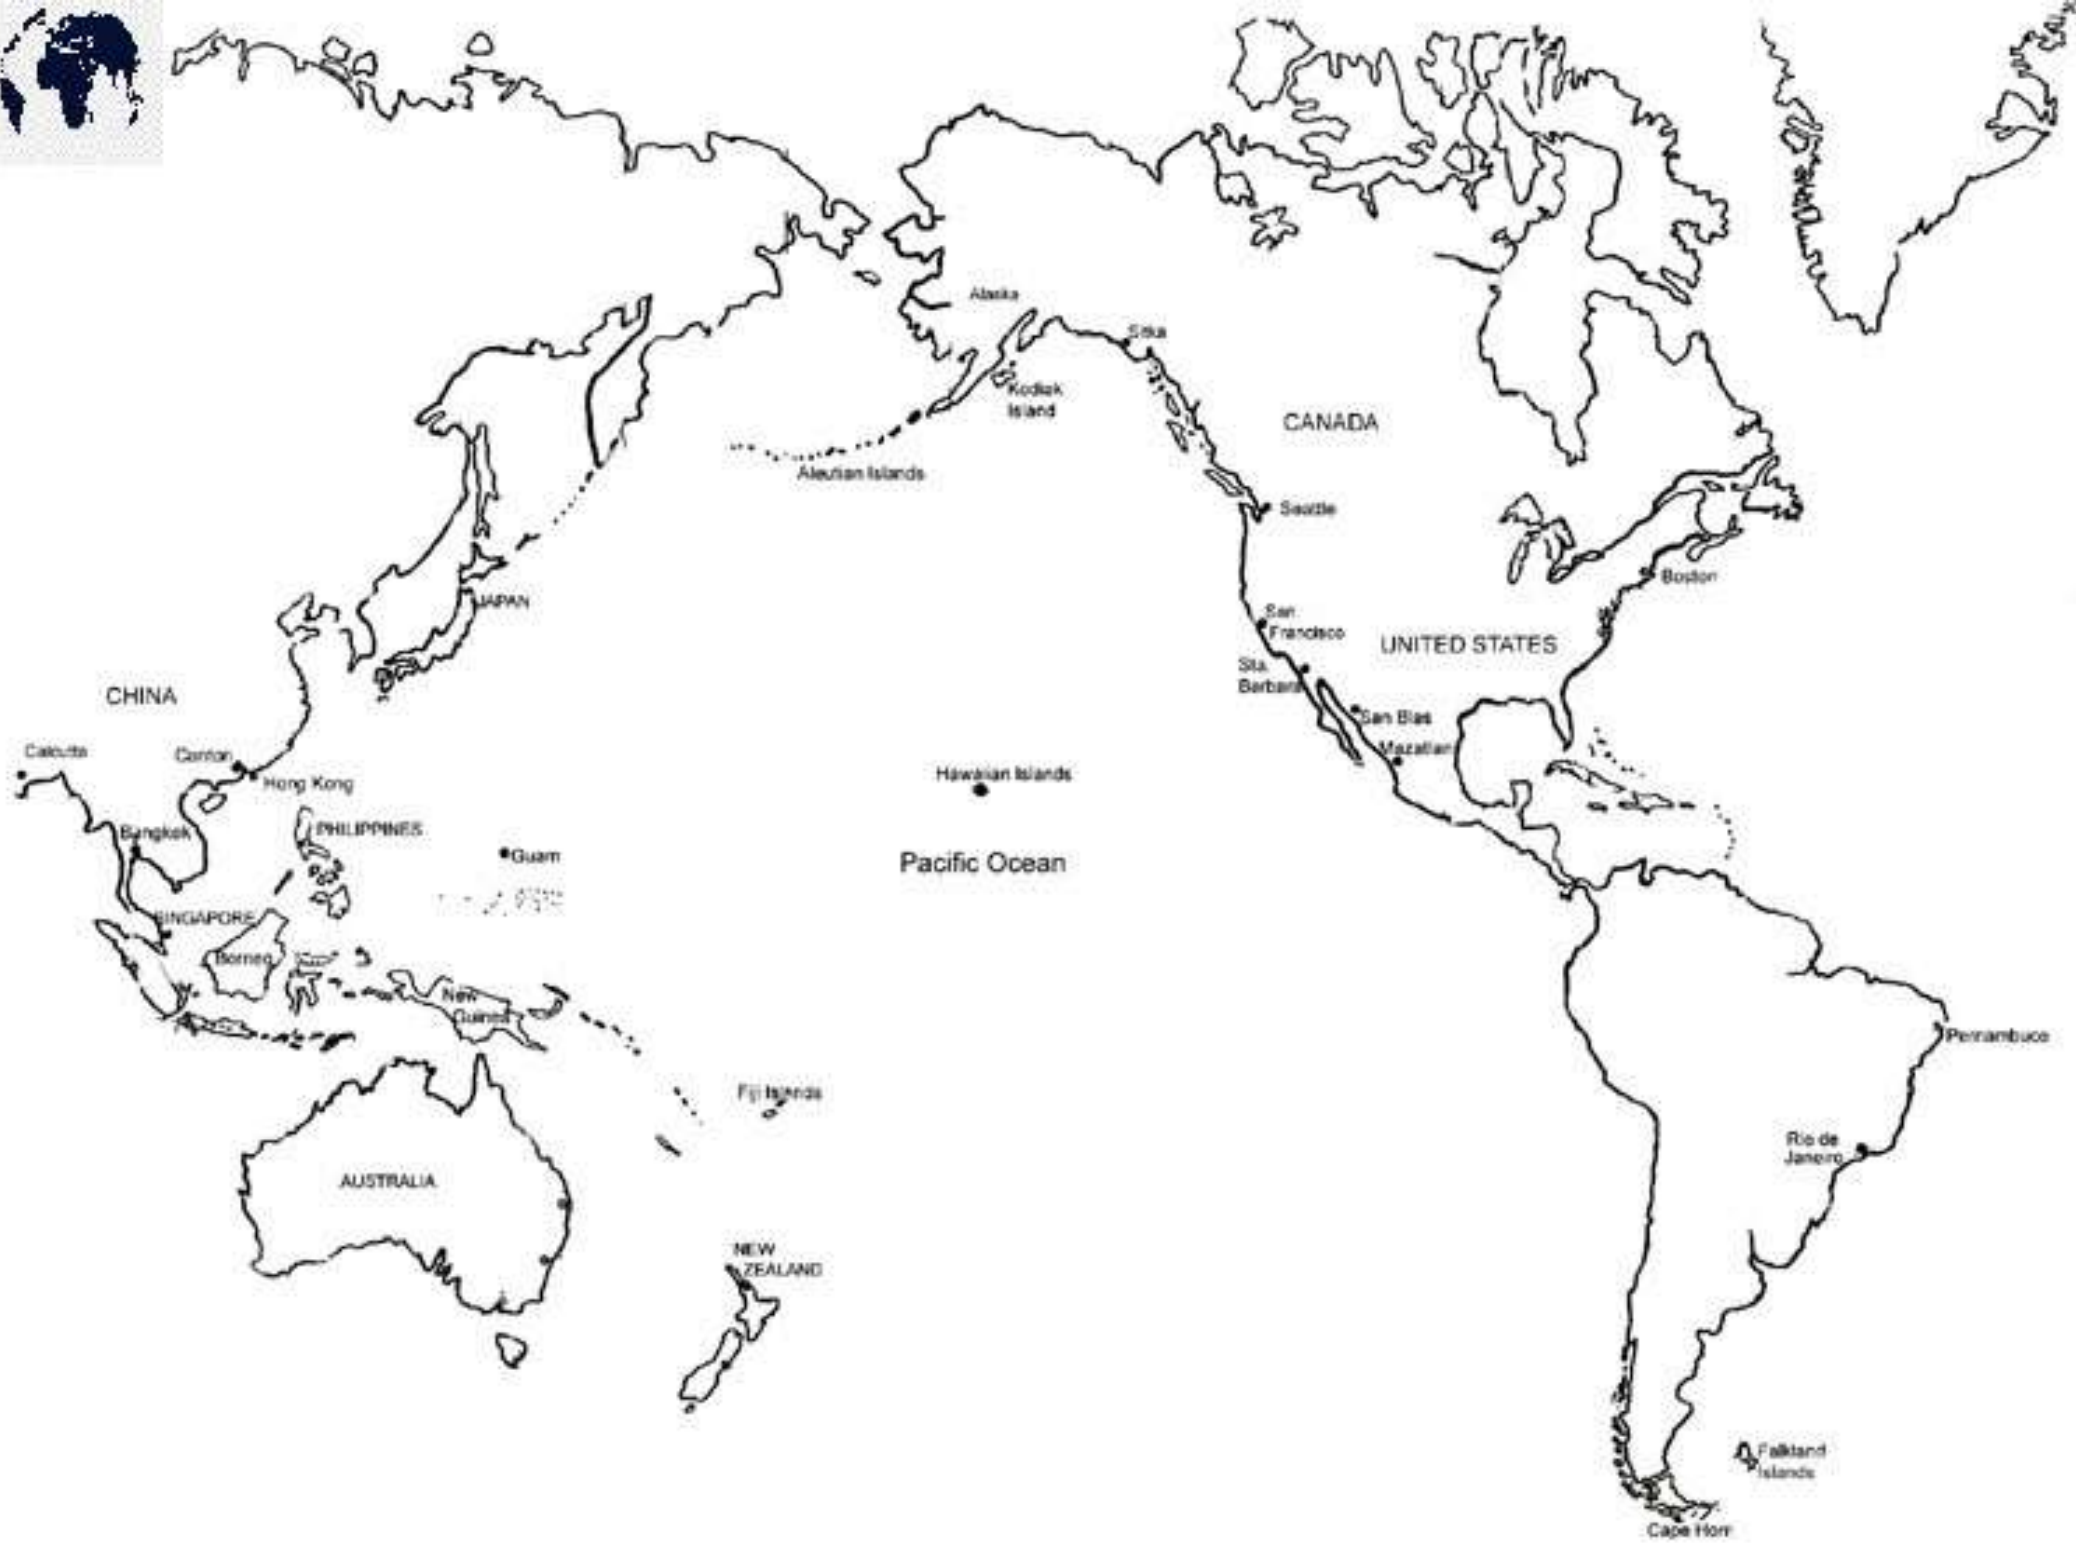 Alaska
Sitka
Kodiak
Island
CANADA
Aleutian Islands
Seattle
Boston
JAPAN
San
Francisco
UNITED STATES
Sta.
Barbara
CHINA
San Blas
Calcutta
Canton
Mazatlan
Hong Kong
Hawaiian Islands
Bangkok
PHILIPPINES
Guam
Pacific Ocean
SINGAPORE
Borneo
New
Guinea
Pernambuco
Fiji Islands
Rio de
Janeiro
AUSTRALIA
NEW
ZEALAND
Falkland
Islands
Cape Horn